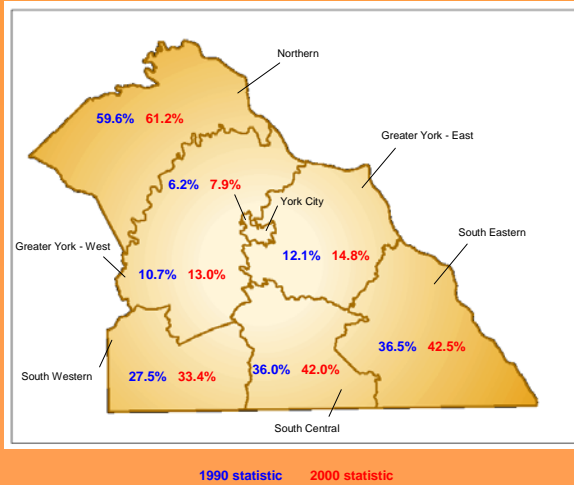 Northern
59.6% 61.2%
Greater York - East
6.2% 7.9%
York City
South Eastern
Greater York - West
12.1% 14.8%
10.7% 13.0%
36.5% 42.5%
36.0% 42.0%
South Western
27.5% 33.4%
South Central
1990 statistic 2000 statistic